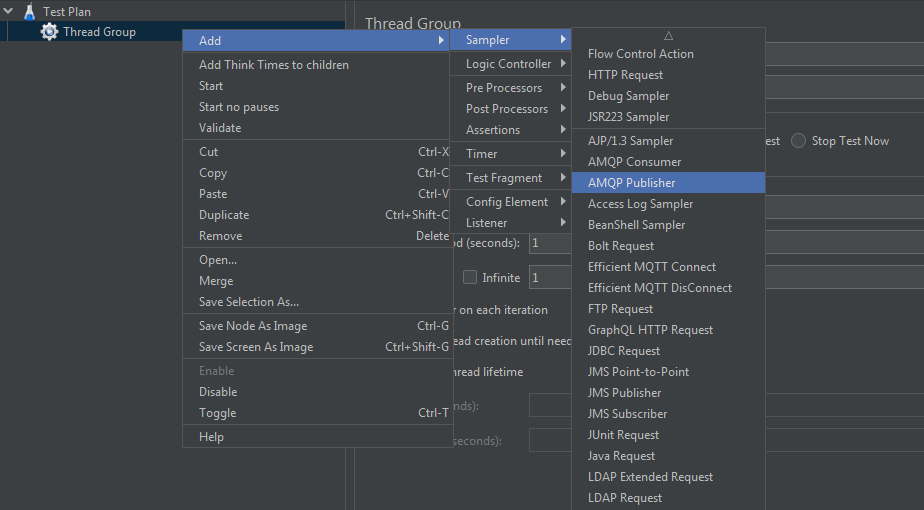 Test Plan
Thread Group
Thread Group
Add
Add Think Times to children
Start
Start no pauses
Validate
Cut Ctrl-X
Copy Ctrl-C
Paste Ctrl-V
Duplicate Ctrl+Shift-C
Remove Delete
Open...
Merge
Save Selection As...
Save Node As Image Ctrl-G
Save Screen As Image Ctrl+Shift-G
Enable
Disable
Toggle Ctrl-T
Help
Sampler
Logic Controller
Pre Processors
Post Processors
Assertions
Timer
Test Fragment
Config Element
Listener
Flow Control Action
HTTP Request
Debug Sampler
JSR223 Sampler
AJP/1.3 Sampler
AMQP Consumer
AMQP Publisher
Access Log Sampler
BeanShell Sampler
Bolt Request
Efficient MQTT Connect
Efficient MQTT DisConnect
FTP Request
GraphQL HTTP Request
JDBC Request
JMS Point-to-Point
JMS Publisher
JMS Subscriber
JUnit Request
Java Request
LDAP Extended Request
LDAP Request
est Stop Test Now
od (seconds): 1
Infinite 1
r on each iteration
ead creation until need
hread lifetime
nds):
(seconds):